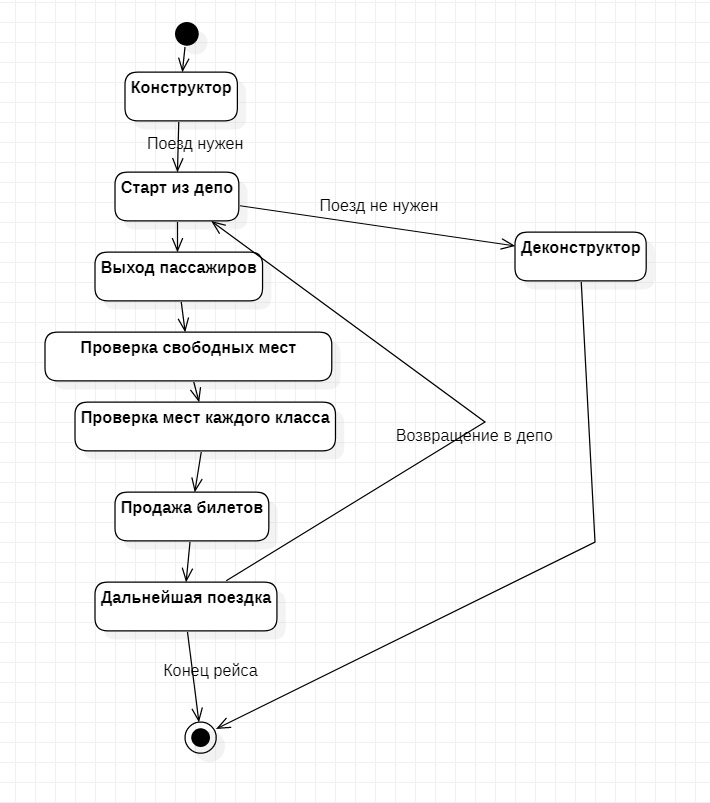 Конструктор
Поезд нужен
Старт из депо
Поезд не нужен
Деконструктор
Выход пассажиров
Проверка свободных мест
Проверка мест каждого класса
Возвращение в депо
Продажа билетов
Дальнейшая поездка
Конец рейса